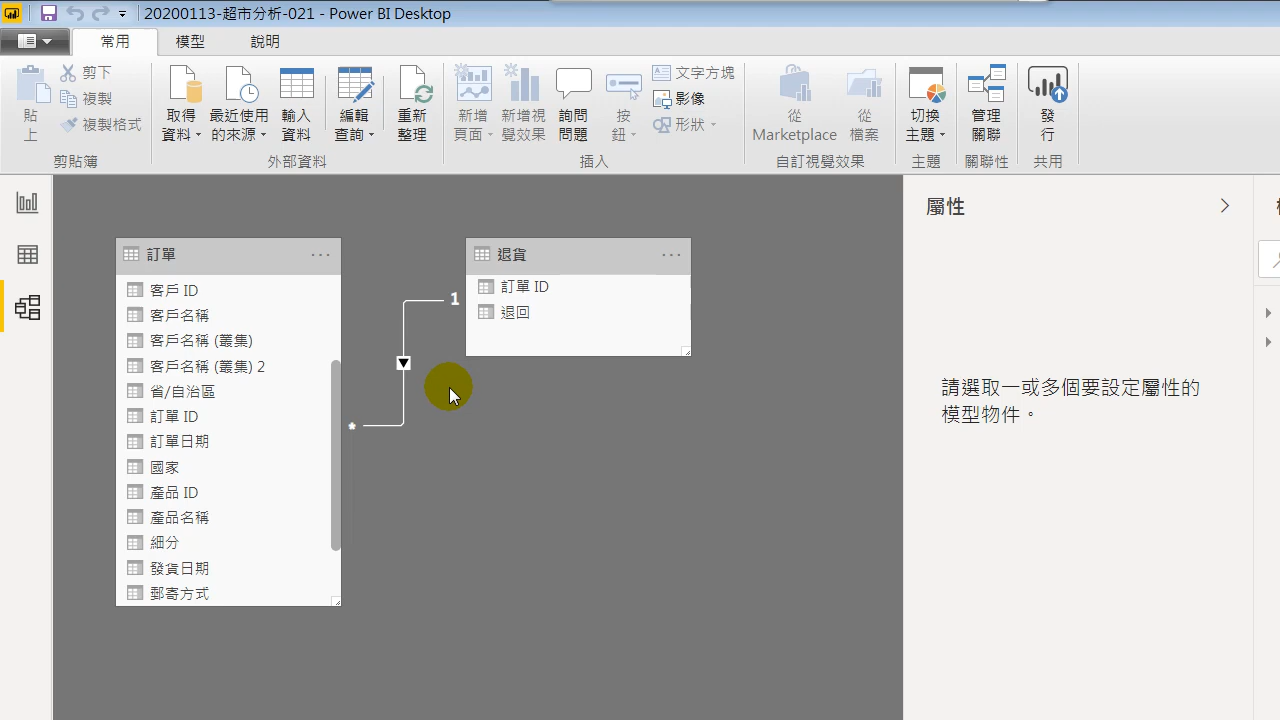 20200113-超市分析-021 - Power BI Desktop
常用 模型 說明
貼上
剪下
複製
複製格式
剪貼簿
取得資料
最近使用的來源
輸入資料
編輯查詢
重新整理
外部資料
新增頁面
新增視覺效果
詢問問題
按鈕
文字方塊
影像
形狀
插入
從 Marketplace
從檔案
自訂視覺效果
切換主題
主題
管理關聯
關聯性
發行
共用
訂單
客戶 ID
客戶名稱
客戶名稱 (叢集)
客戶名稱 (叢集) 2
省/自治區
訂單 ID
訂單日期
國家
產品 ID
產品名稱
細分
發貨日期
郵寄方式
1
*
退貨
訂單 ID
退回
屬性
請選取一或多個要設定屬性的
模型物件。